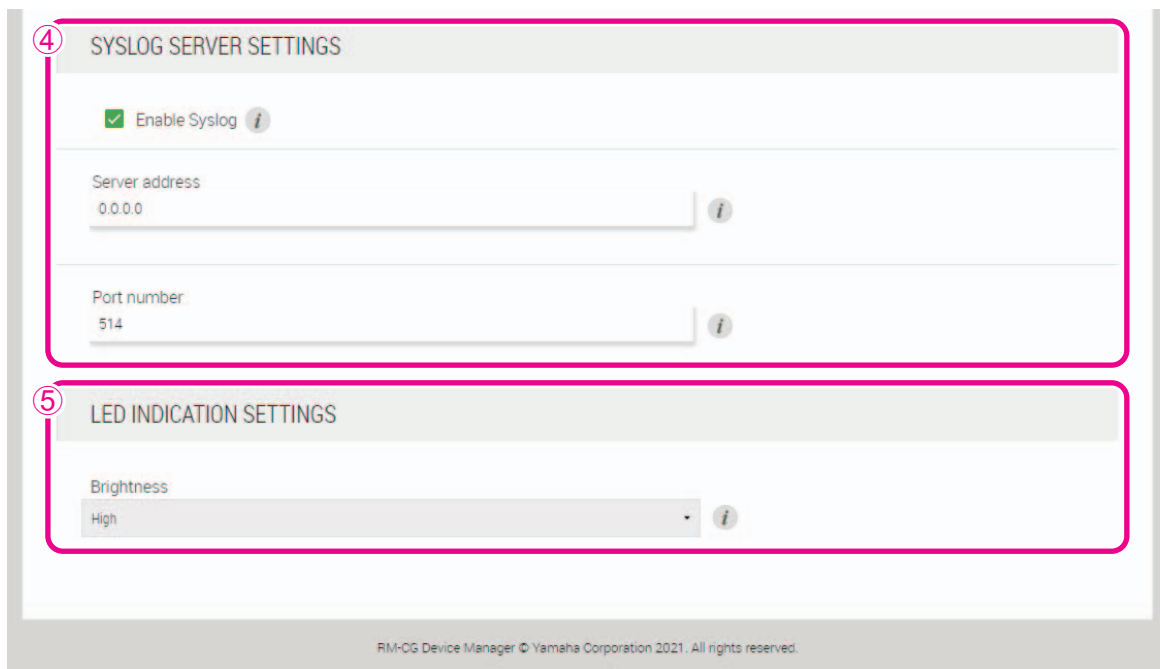 ④ SYSLOG SERVER SETTINGS
Enable Syslog i
Server address
0.0.0.0 i
Port number
514 i
⑤ LED INDICATION SETTINGS
Brightness
High i
RM-CG Device Manager © Yamaha Corporation 2021. All rights reserved.